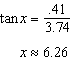 tan x = .41/3.74
x ≈ 6.26